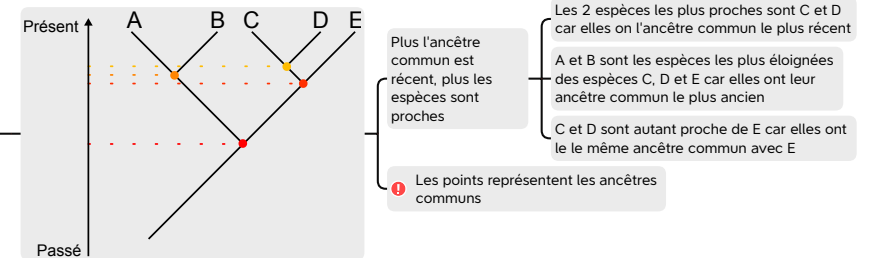 Présent
A B C D E
Passé
Plus l'ancêtre
commun est
récent, plus les
espèces sont
proches
Les 2 espèces les plus proches sont C et D
car elles on l'ancêtre commun le plus récent
A et B sont les espèces les plus éloignées
des espèces C, D et E car elles ont leur
ancêtre commun le plus ancien
C et D sont autant proche de E car elles ont
le le même ancêtre commun avec E
Les points représentent les ancêtres
communs